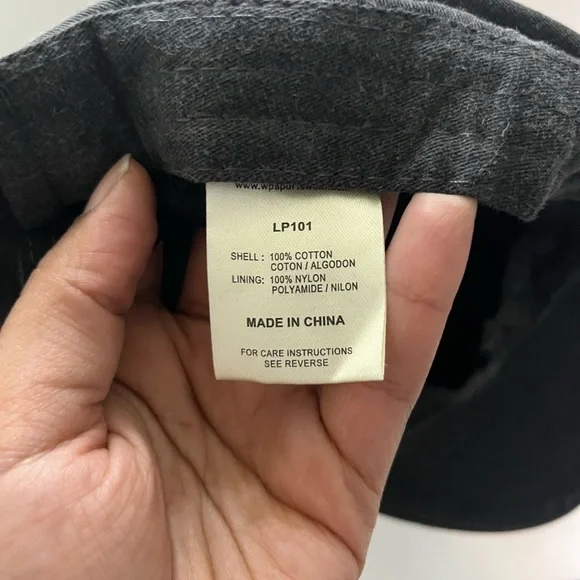 LP101
SHELL : 100% COTTON
COTON / ALGODON
LINING: 100% NYLON
POLYAMIDE / NILON
MADE IN CHINA
FOR CARE INSTRUCTIONS
SEE REVERSE